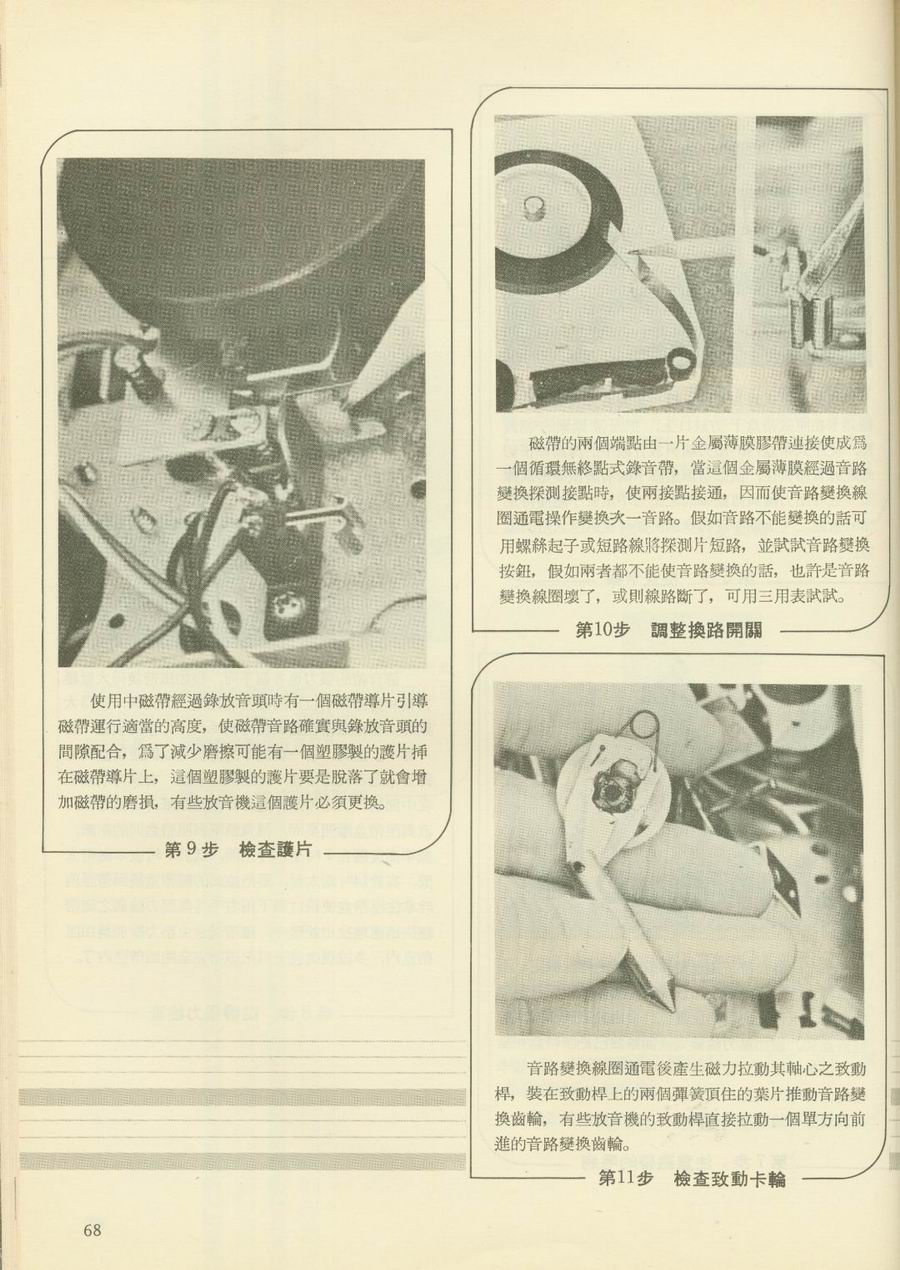 使用中磁帶經過錄放音頭時有一個磁帶導片引導
磁帶運行適當的高度，使磁帶音路確實與錄放音頭的
間隙配合，爲了減少磨擦可能有一個塑膠製的護片揷
在磁帶導片上，這個塑膠製的護片要是脫落了就會增
加磁帶的磨損，有些放音機這個護片必須更換。
第9步　檢查護片
磁帶的兩個端點由一片金屬薄膜膠帶連接使成爲
一個循環無終點式錄音帶，當這個金屬薄膜經過音路
變換探測接點時，使兩接點接通，因而使音路變換線
圈通電操作變換次一音路。假如音路不能變換的話可
用螺絲起子或短路線將探測片短路，並試試音路變換
按鈕，假如兩者都不能使音路變換的話，也許是音路
變換線圈壞了，或則線路斷了，可用三用表試試。
第10步　調整換路開關
音路變換線圈通電後產生磁力拉動其軸心之致動
桿，裝在致動桿上的兩個彈簧頂住的葉片推動音路變
換齒輪，有些放音機的致動桿直接拉動一個單方向前
進的音路變換齒輪。
第11步　檢查致動卡輪
68